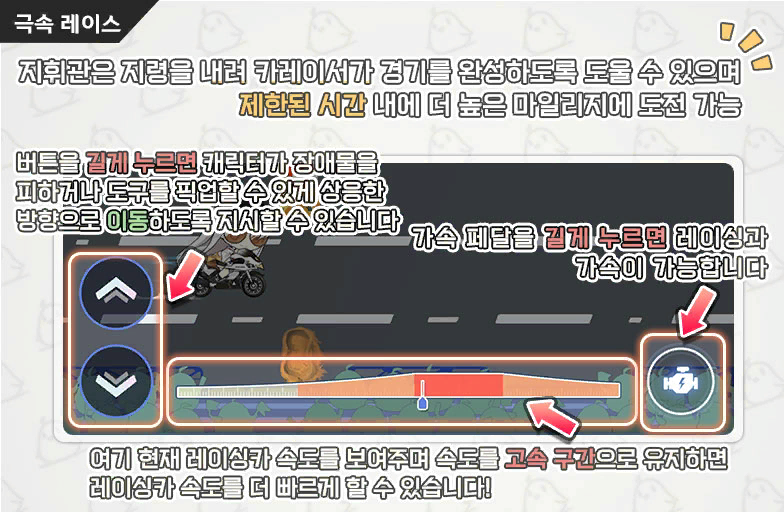 극속 레이스
지휘관은 지령을 내려 카레이서가 경기를 완성하도록 도울 수 있으며
제한된 시간 내에 더 높은 마일리지에 도전 가능
버튼을 길게 누르면 캐릭터가 장애물을
피하거나 도구를 픽업할 수 있게 상응한
방향으로 이동하도록 지시할 수 있습니다
가속 페달을 길게 누르면 레이싱과
가속이 가능합니다
여기 현재 레이싱카 속도를 보여주며 속도를 고속 구간으로 유지하면
레이싱카 속도를 더 빠르게 할 수 있습니다!